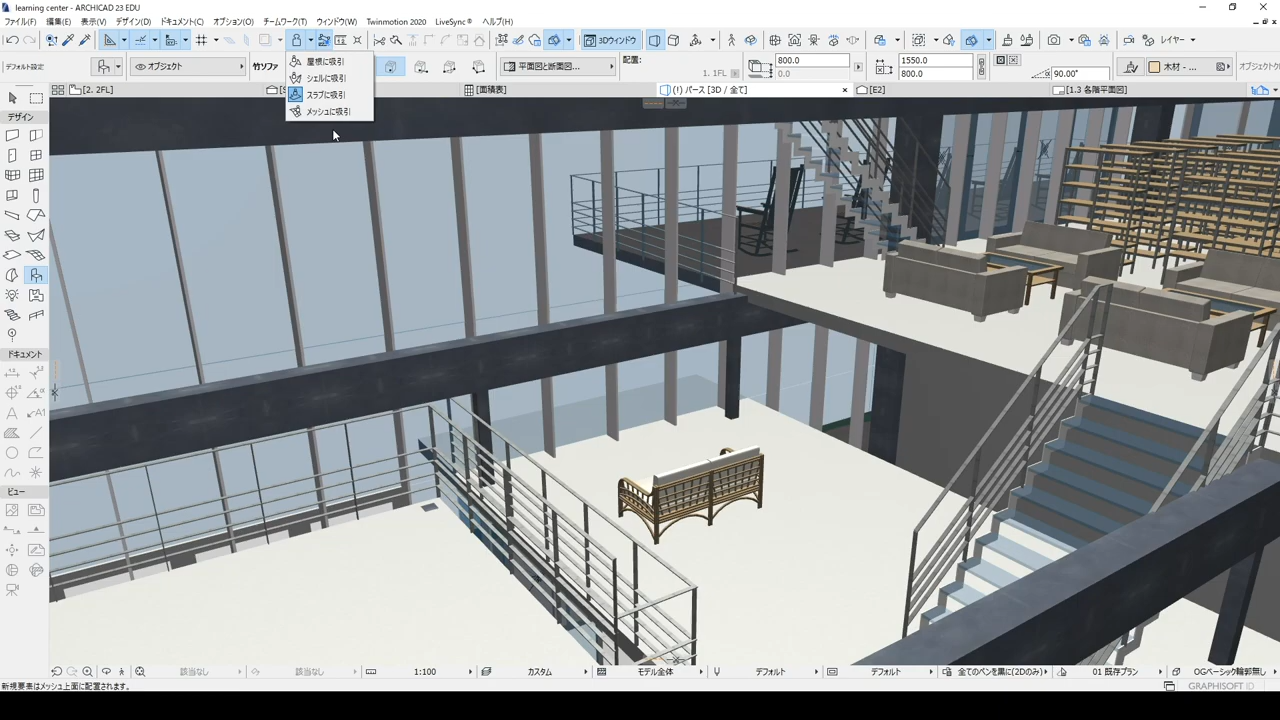 learning center - ARCHICAD 23 EDU
ファイル(F) 編集(E) 表示(V) デザイン(D) ドキュメント(C) オプション(O) チームワーク(T) ウィンドウ(W) Twinmotion 2020 LiveSync® ヘルプ(H)
3Dウィンドウ レイヤー
デフォルト設定 オブジェクト 竹ソファ 平面図と断面図... 配置: 1. 1FL 800.0 0.0 1550.0 800.0 90.00° 木材 - ... オブジェクト
屋根に吸引
シェルに吸引
スラブに吸引
メッシュに吸引
[2. 2FL] [面積表] (!) パース [3D / 全て] [E2] [1.3 各階平面図]
デザイン
ドキュメント
A A1
ビュー
該当なし 該当なし 1:100 カスタム モデル全体 デフォルト デフォルト 全てのペンを黒に(2Dのみ) 01 既存プラン OGベーシック輪郭無し
新規要素はメッシュ上面に配置されます。
GRAPHISOFT